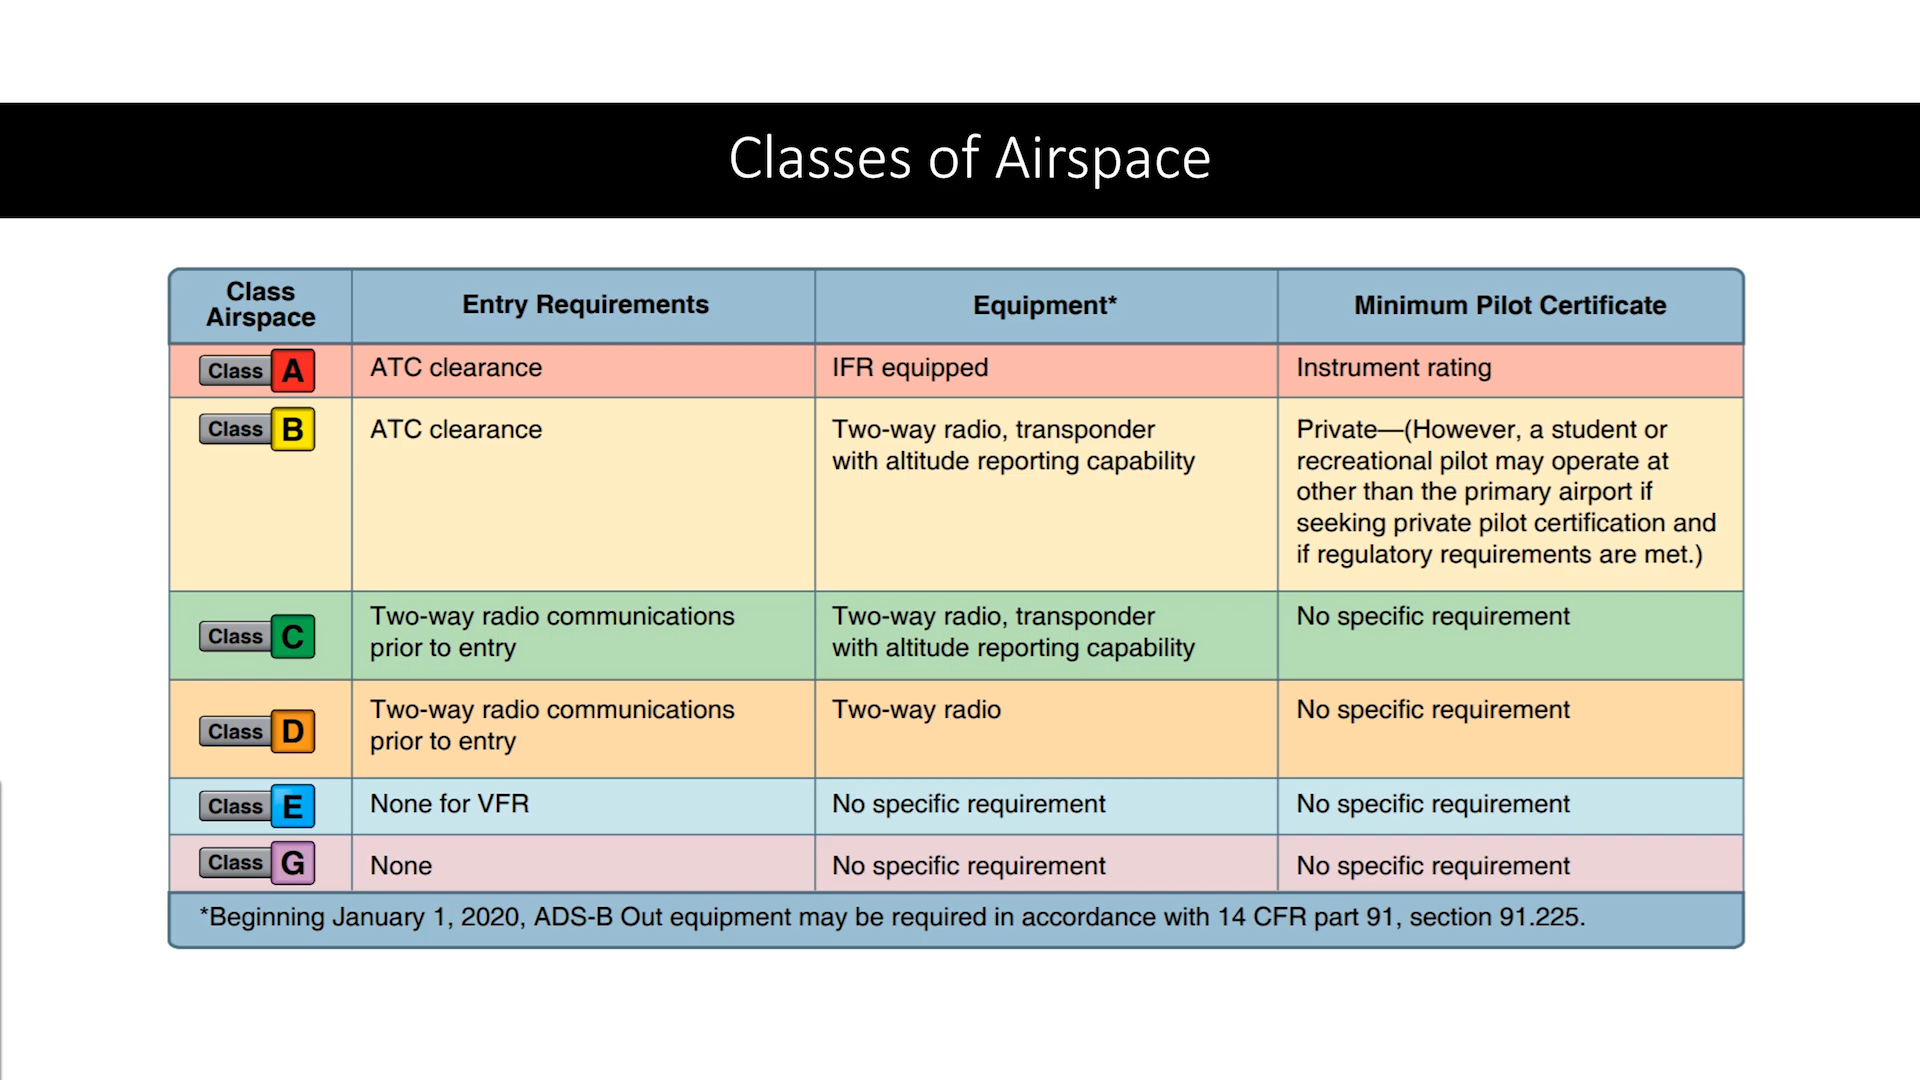 Classes of Airspace
Class
Airspace
Entry Requirements
Equipment*
Minimum Pilot Certificate
Class A
ATC clearance
IFR equipped
Instrument rating
Class B
ATC clearance
Two-way radio, transponder
with altitude reporting capability
Private—(However, a student or
recreational pilot may operate at
other than the primary airport if
seeking private pilot certification and
if regulatory requirements are met.)
Class C
Two-way radio communications
prior to entry
Two-way radio, transponder
with altitude reporting capability
No specific requirement
Class D
Two-way radio communications
prior to entry
Two-way radio
No specific requirement
Class E
None for VFR
No specific requirement
No specific requirement
Class G
None
No specific requirement
No specific requirement
*Beginning January 1, 2020, ADS-B Out equipment may be required in accordance with 14 CFR part 91, section 91.225.